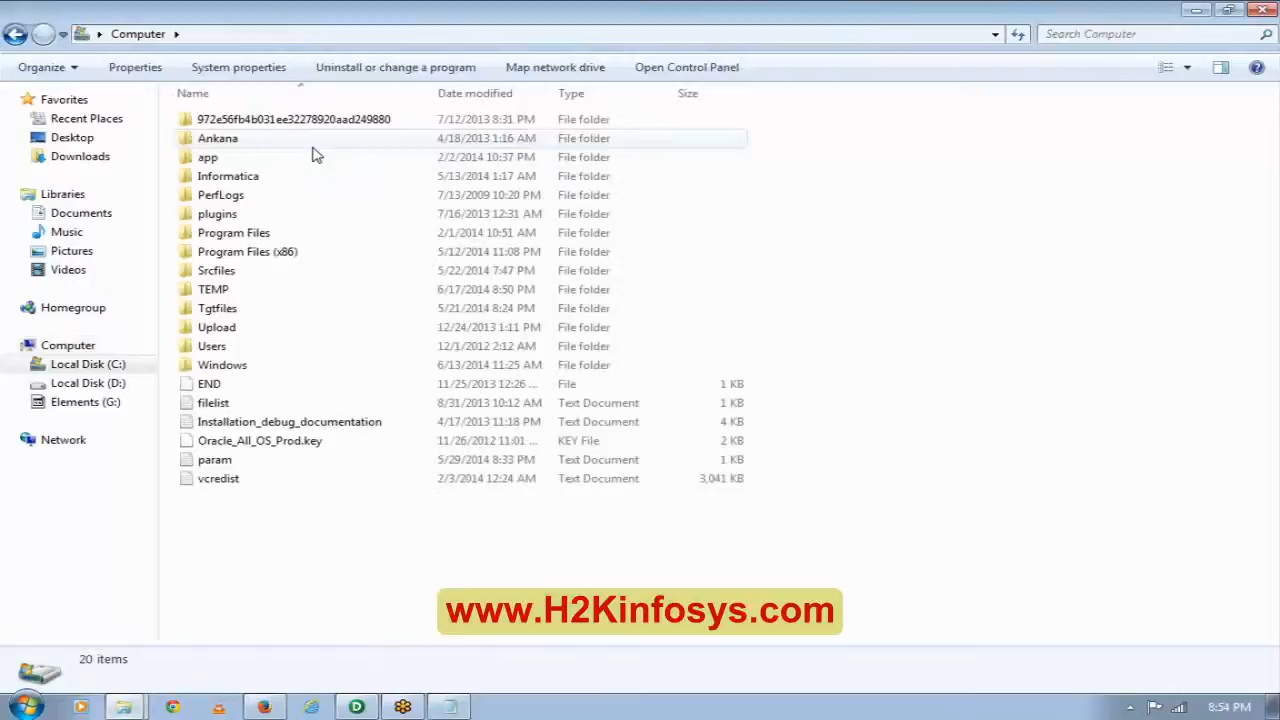 Computer
Search Computer
Organize Properties System properties Uninstall or change a program Map network drive Open Control Panel
Name Date modified Type Size
Favorites
Recent Places
Desktop
Downloads
Libraries
Documents
Music
Pictures
Videos
Homegroup
Computer
Local Disk (C:)
Local Disk (D:)
Elements (G:)
Network
972e56fb4b031ee32278920aad249880 7/12/2013 8:31 PM File folder
Ankana 4/18/2013 1:16 AM File folder
app 2/2/2014 10:37 PM File folder
Informatica 5/13/2014 1:17 AM File folder
PerfLogs 7/13/2009 10:20 PM File folder
plugins 7/16/2013 12:31 AM File folder
Program Files 2/1/2014 10:51 AM File folder
Program Files (x86) 5/12/2014 11:08 PM File folder
Srcfiles 5/22/2014 7:47 PM File folder
TEMP 6/17/2014 8:50 PM File folder
Tgtfiles 5/21/2014 8:24 PM File folder
Upload 12/24/2013 1:11 PM File folder
Users 12/1/2012 2:12 AM File folder
Windows 6/13/2014 11:25 AM File folder
END 11/25/2013 12:26 ... File 1 KB
filelist 8/31/2013 10:12 AM Text Document 1 KB
Installation_debug_documentation 4/17/2013 11:18 PM Text Document 4 KB
Oracle_All_OS_Prod.key 11/26/2012 11:01 ... KEY File 2 KB
param 5/29/2014 8:33 PM Text Document 1 KB
vcredist 2/3/2014 12:24 AM Text Document 3,041 KB
www.H2Kinfosys.com
20 items
8:54 PM